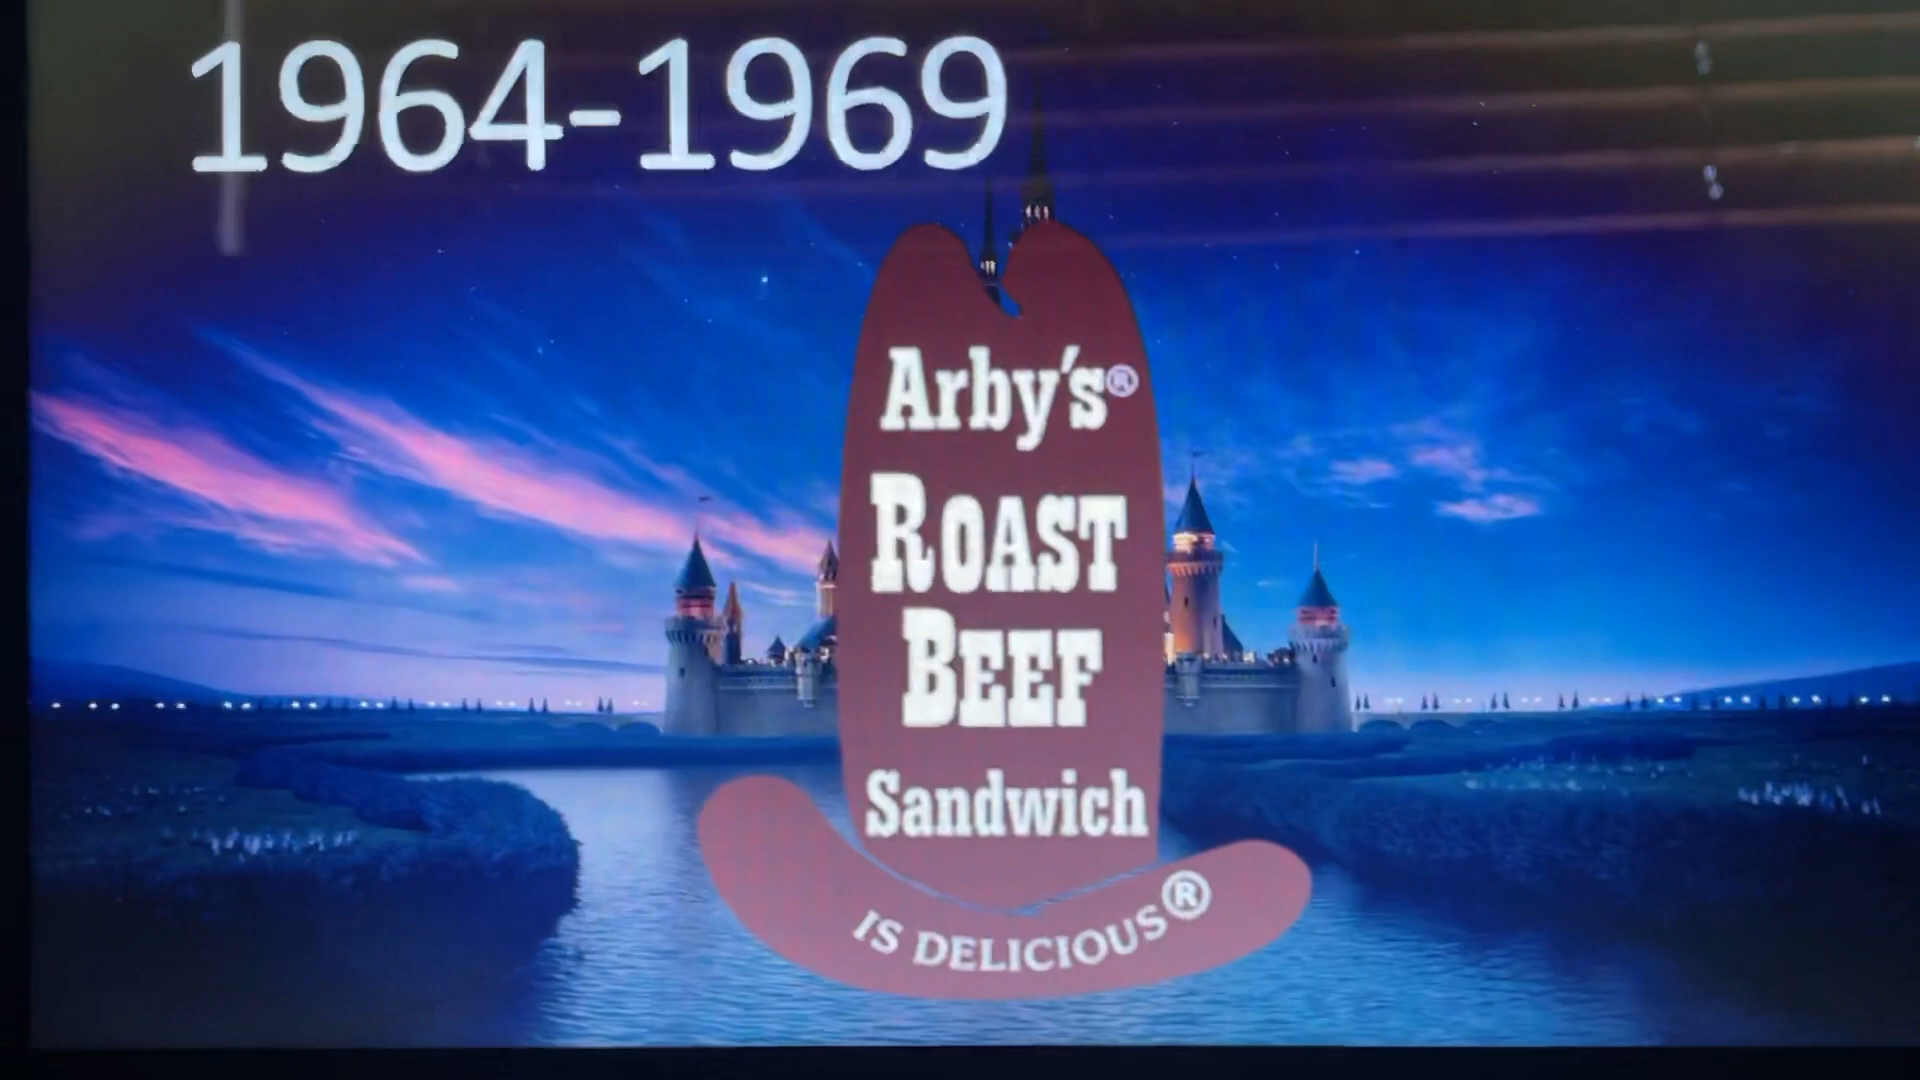 1964-1969
Arby's®
ROAST
BEEF
Sandwich
IS DELICIOUS®